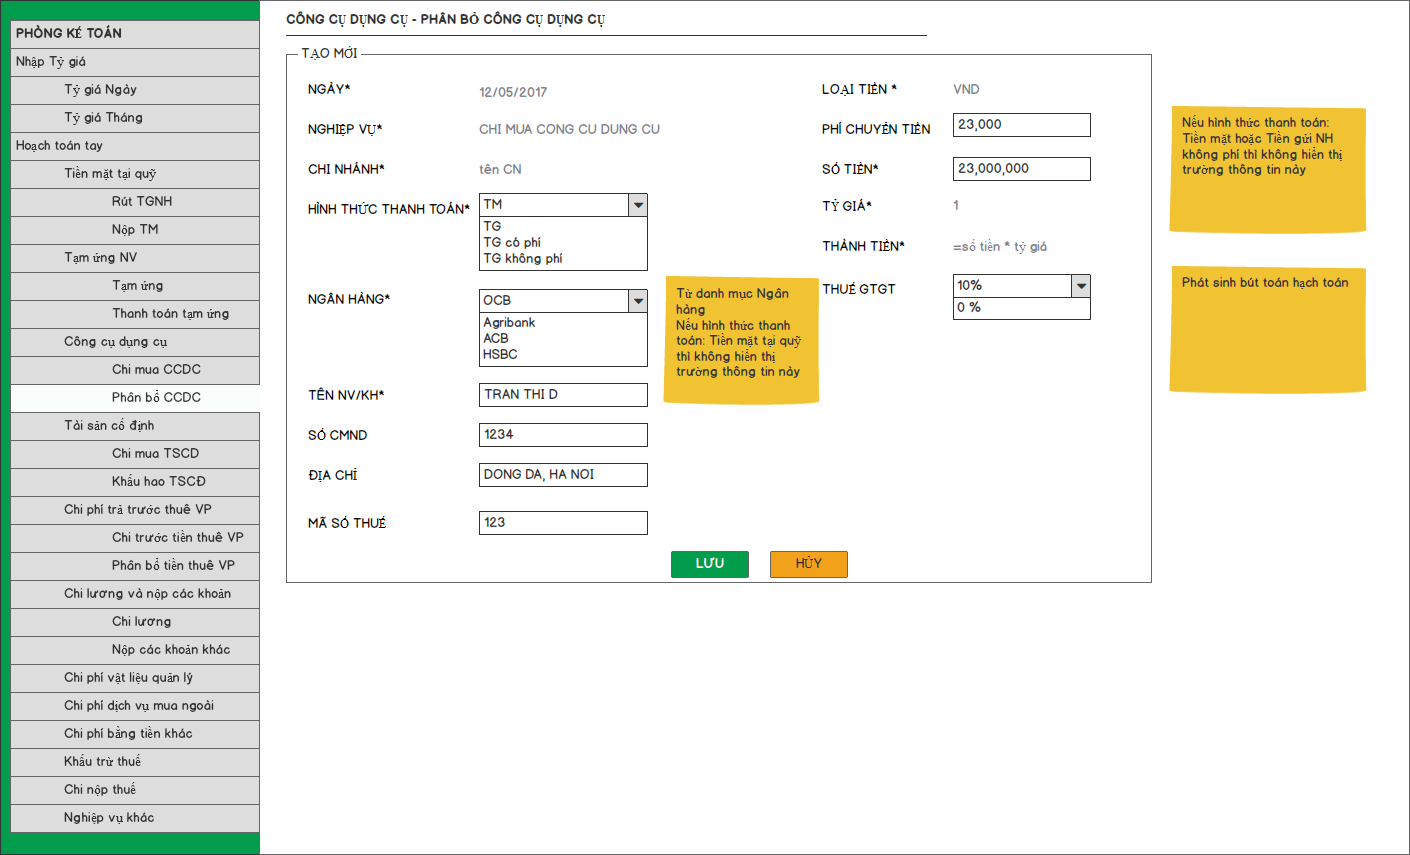 PHÒNG KẾ TOÁN
Nhập Tỷ giá
Tỷ giá Ngày
Tỷ giá Tháng
Hoạch toán tay
Tiền mặt tại quỹ
Rút TGNH
Nộp TM
Tạm ứng NV
Tạm ứng
Thanh toán tạm ứng
Công cụ dụng cụ
Chi mua CCDC
Phân bổ CCDC
Tài sản cố định
Chi mua TSCD
Khấu hao TSCĐ
Chi phí trả trước thuê VP
Chi trước tiền thuê VP
Phân bổ tiền thuê VP
Chi lương và nộp các khoản
Chi lương
Nộp các khoản khác
Chi phí vật liệu quản lý
Chi phí dịch vụ mua ngoài
Chi phí bằng tiền khác
Khấu trừ thuế
Chi nộp thuế
Nghiệp vụ khác
CÔNG CỤ DỤNG CỤ - PHÂN BỔ CÔNG CỤ DỤNG CỤ
TẠO MỚI
NGÀY*
12/05/2017
NGHIỆP VỤ*
CHI MUA CONG CU DUNG CU
CHI NHÁNH*
tên CN
HÌNH THỨC THANH TOÁN*
TM
TG
TG có phí
TG không phí
NGÂN HÀNG*
OCB
Agribank
ACB
HSBC
Từ danh mục Ngân
hàng
Nếu hình thức thanh
toán: Tiền mặt tại quỹ
thì không hiển thị
trường thông tin này
TÊN NV/KH*
TRAN THI D
SỐ CMND
1234
ĐỊA CHỈ
DONG DA, HA NOI
MÃ SỐ THUẾ
123
LOẠI TIỀN *
VND
PHÍ CHUYỂN TIỀN
23,000
SỐ TIỀN*
23,000,000
TỶ GIÁ*
1
THÀNH TIỀN*
=số tiền * tỷ giá
THUẾ GTGT
10%
0 %
LƯU
HỦY
Nếu hình thức thanh toán:
Tiền mặt hoặc Tiền gửi NH
không phí thì không hiển thị
trường thông tin này
Phát sinh bút toán hạch toán